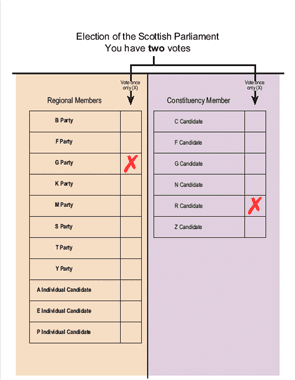 Election of the Scottish Parliament
You have two votes
Vote once
only (X)
Vote once
only (X)
Regional Members
Constituency Member
B Party
F Party
G Party
K Party
M Party
S Party
T Party
Y Party
A Individual Candidate
E Individual Candidate
P Individual Candidate
C Candidate
F Candidate
G Candidate
N Candidate
R Candidate
Z Candidate